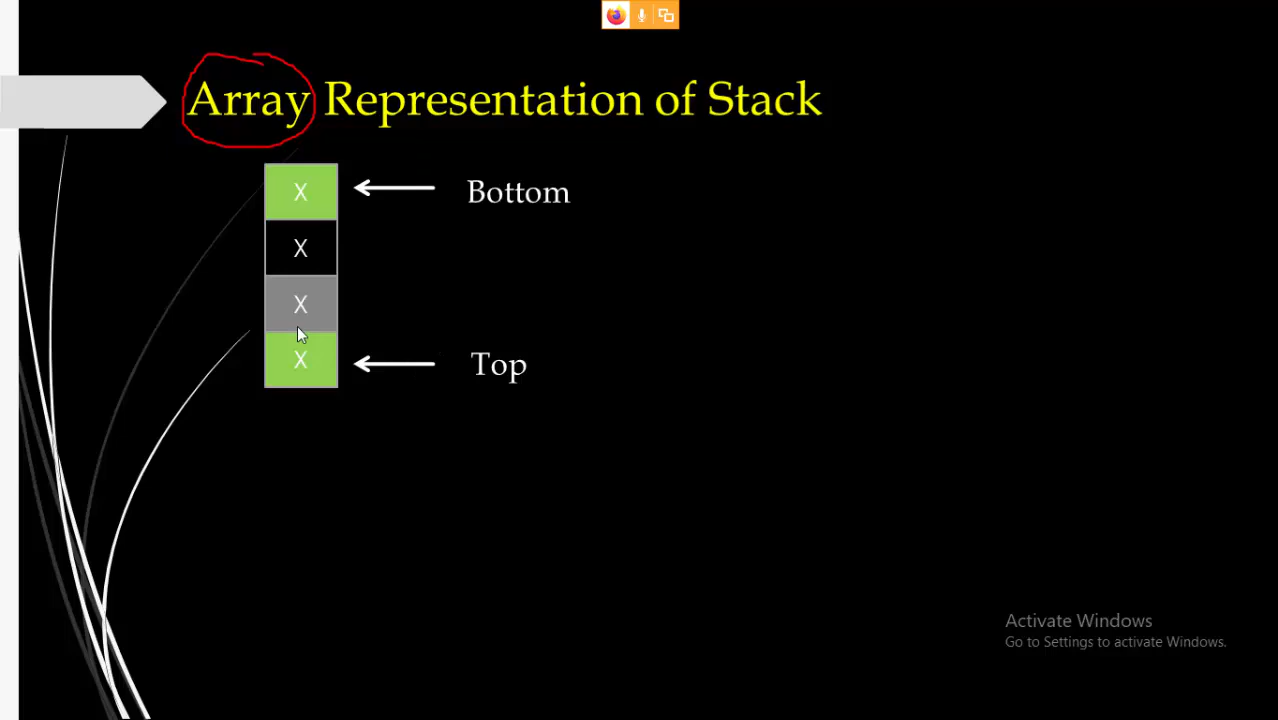 Array Representation of Stack
X
Bottom
X
X
X
Top
Activate Windows
Go to Settings to activate Windows.